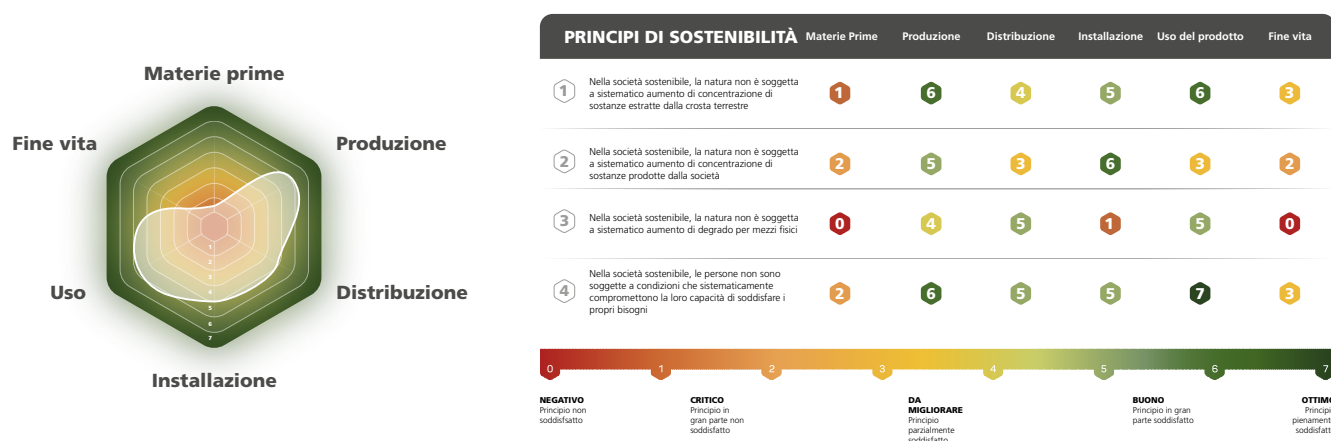 Materie prime
Fine vita
Produzione
1
2
3
4
5
6
7
Uso
Distribuzione
Installazione
PRINCIPI DI SOSTENIBILITÀ Materie Prime Produzione Distribuzione Installazione Uso del prodotto Fine vita
1
Nella società sostenibile, la natura non è soggetta
a sistematico aumento di concentrazione di
sostanze estratte dalla crosta terrestre
1 6 4 5 6 3
2
Nella società sostenibile, la natura non è soggetta
a sistematico aumento di concentrazione di
sostanze prodotte dalla società
2 5 3 6 3 2
3
Nella società sostenibile, la natura non è soggetta
a sistematico aumento di degrado per mezzi fisici
0 4 5 1 5 0
4
Nella società sostenibile, le persone non sono
soggette a condizioni che sistematicamente
compromettono la loro capacità di soddisfare i
propri bisogni
2 6 5 5 7 3
0 1 2 3 4 5 6 7
NEGATIVO
Principio non
soddisfsatto
CRITICO
Principio in
gran parte non
soddisfatto
DA
MIGLIORARE
Principio
parzialmente
soddisfatto
BUONO
Principio in gran
parte soddisfatto
OTTIMO
Principi
pienament
soddisfatt